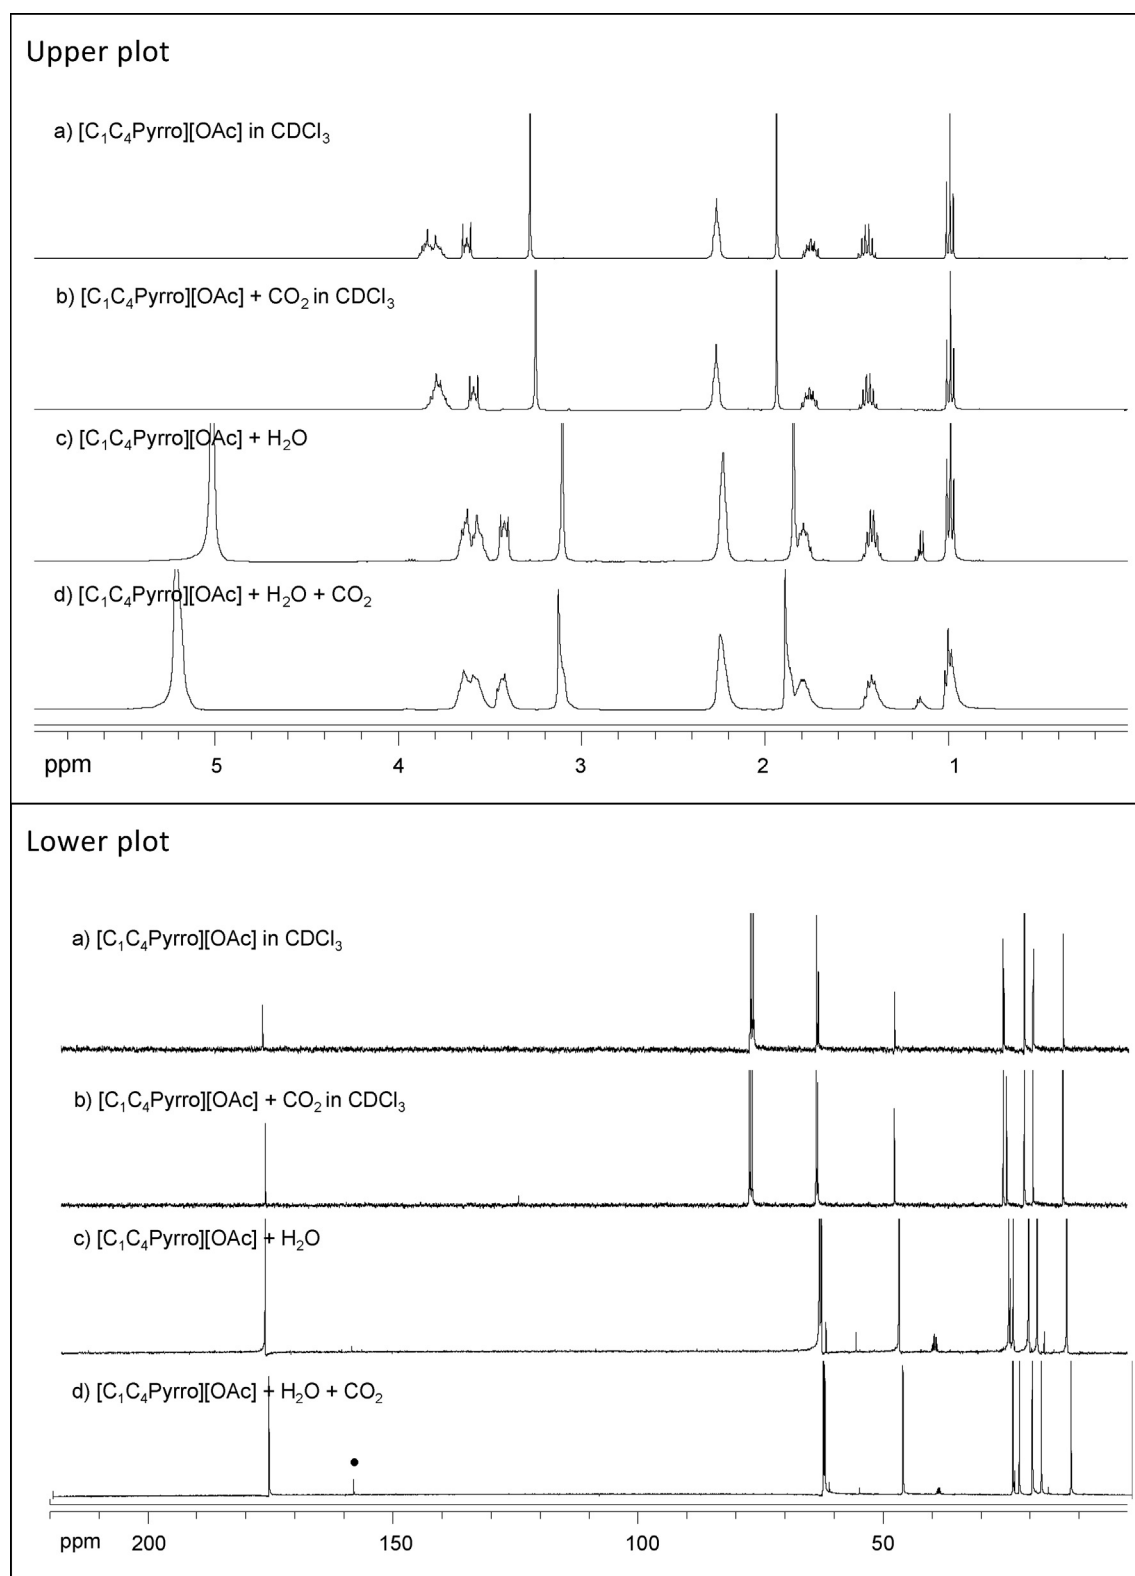 Upper plot
a) [C₁C₄Pyrro][OAc] in CDCl₃
b) [C₁C₄Pyrro][OAc] + CO₂ in CDCl₃
c) [C₁C₄Pyrro][OAc] + H₂O
d) [C₁C₄Pyrro][OAc] + H₂O + CO₂
ppm 5 4 3 2 1
Lower plot
a) [C₁C₄Pyrro][OAc] in CDCl₃
b) [C₁C₄Pyrro][OAc] + CO₂ in CDCl₃
c) [C₁C₄Pyrro][OAc] + H₂O
d) [C₁C₄Pyrro][OAc] + H₂O + CO₂
ppm 200 150 100 50